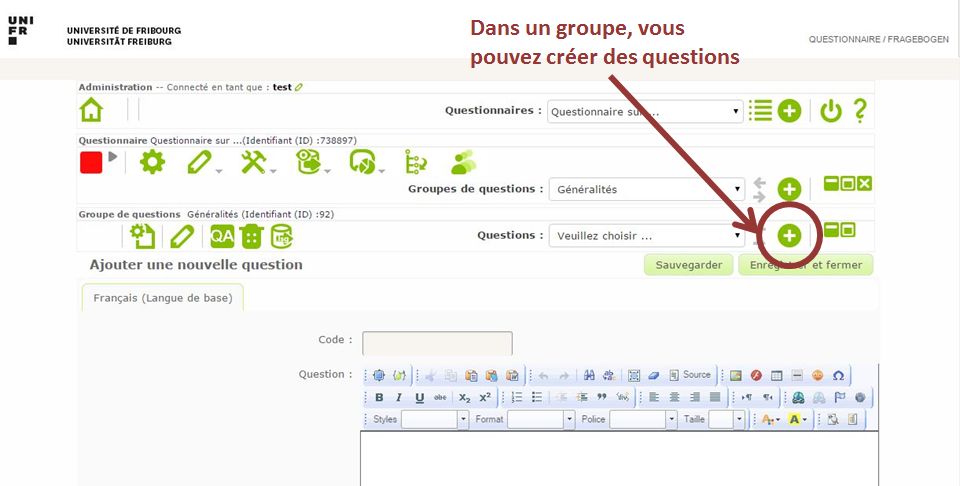 UNI
FR
UNIVERSITÉ DE FRIBOURG
UNIVERSITÄT FREIBURG
Dans un groupe, vous
pouvez créer des questions
QUESTIONNAIRE / FRAGEBOGEN
Administration -- Connecté en tant que : test
Questionnaires : Questionnaire sur ...
Questionnaire Questionnaire sur ...(Identifiant (ID) :738897)
Groupes de questions : Généralités
Groupe de questions Généralités (Identifiant (ID) :92)
QA
Questions : Veuillez choisir ...
Ajouter une nouvelle question
Sauvegarder
Enregistrer et fermer
Français (Langue de base)
Code :
Question :
Source
B I U abc X2 X2
Styles Format Police Taille